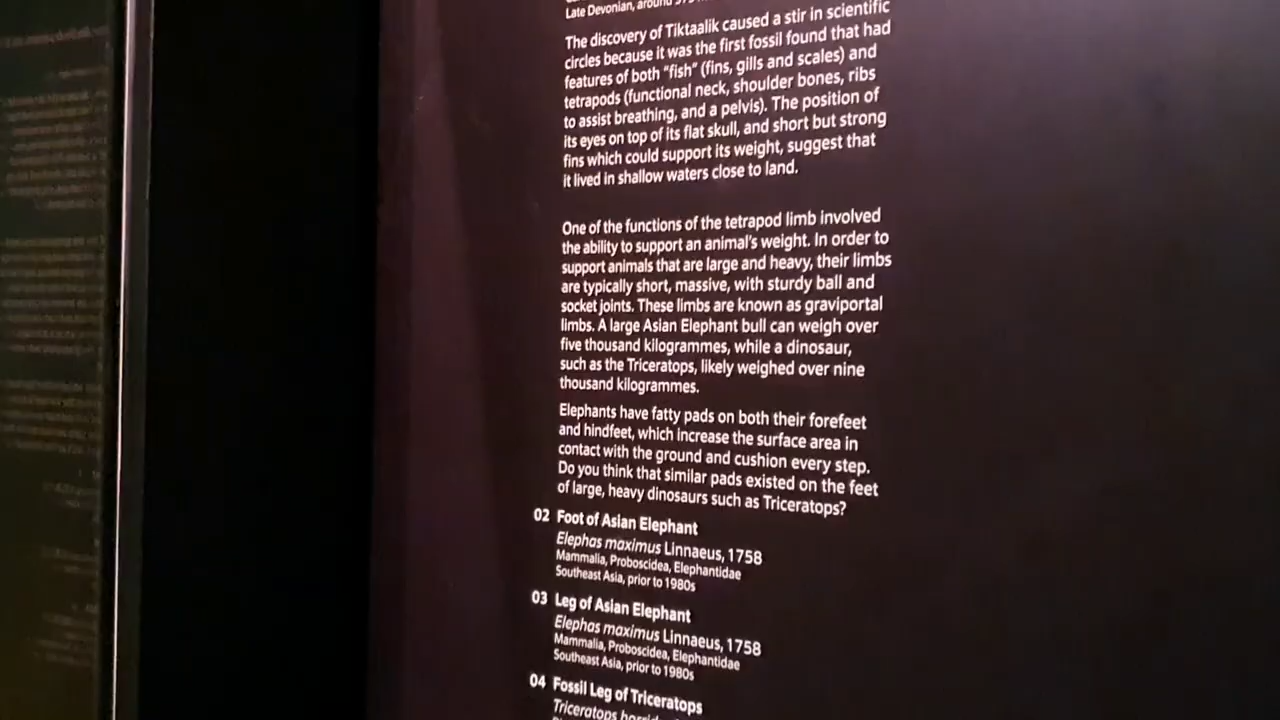 Late Devonian, around
The discovery of Tiktaalik caused a stir in scientific
circles because it was the first fossil found that had
features of both “fish” (fins, gills and scales) and
tetrapods (functional neck, shoulder bones, ribs
to assist breathing, and a pelvis). The position of
its eyes on top of its flat skull, and short but strong
fins which could support its weight, suggest that
it lived in shallow waters close to land.
One of the functions of the tetrapod limb involved
the ability to support an animal’s weight. In order to
support animals that are large and heavy, their limbs
are typically short, massive, with sturdy ball and
socket joints. These limbs are known as graviportal
limbs. A large Asian Elephant bull can weigh over
five thousand kilogrammes, while a dinosaur,
such as the Triceratops, likely weighed over nine
thousand kilogrammes.
Elephants have fatty pads on both their forefeet
and hindfeet, which increase the surface area in
contact with the ground and cushion every step.
Do you think that similar pads existed on the feet
of large, heavy dinosaurs such as Triceratops?
02 Foot of Asian Elephant
Elephas maximus Linnaeus, 1758
Mammalia, Proboscidea, Elephantidae
Southeast Asia, prior to 1980s
03 Leg of Asian Elephant
Elephas maximus Linnaeus, 1758
Mammalia, Proboscidea, Elephantidae
Southeast Asia, prior to 1980s
04 Fossil Leg of Triceratops
Triceratops